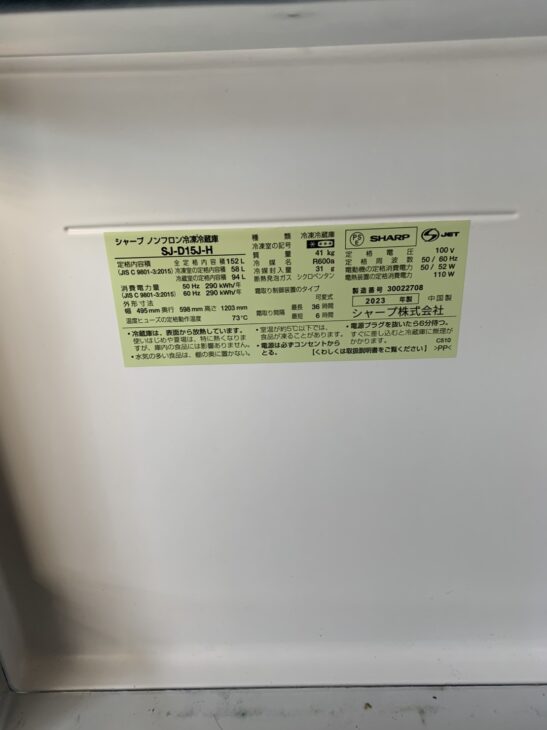 シャープ ノンフロン冷凍冷蔵庫
SJ-D15J-H
定格内容積 全定格内容積 152 L
(JIS C 9801-3:2015) 冷凍室の定格内容積 58 L
冷蔵室の定格内容積 94 L
消費電力量 50 Hz 290 kWh/年
(JIS C 9801-3:2015) 60 Hz 290 kWh/年
外形寸法
幅 495 mm 奥行 598 mm 高さ 1203 mm
温度ヒューズの定格動作温度 73℃
種類 冷凍冷蔵庫
冷凍室の記号
質量 41 kg
冷媒名 R600a
冷媒封入量 31 g
断熱発泡ガス シクロペンタン
霜取り制御装置のタイプ
可変式
霜取り間隔 最長 36 時間
最短 6 時間
PS
E
SHARP
JET
定格電圧 100 V
定格周波数 50 / 60 Hz
電動機の定格消費電力 50 / 52 W
電熱装置の定格消費電力 110 W
製造番号 30022708
2023 年製 中国製
シャープ株式会社
・冷蔵庫は、表面から放熱しています。
使いはじめや夏場は、特に熱くなりま
すが、庫内の食品には影響ありません。
・水気の多い食品は、棚の奥に置かない。
・室温が約5℃以下では、
食品が凍ることがあります。
・電源は必ずコンセントから
とる。
・電源プラグを抜いたら6分待つ。
すぐに差し込むと冷蔵庫に無理が
かかります。
C510
【くわしくは取扱説明書をご覧ください】 >PP<